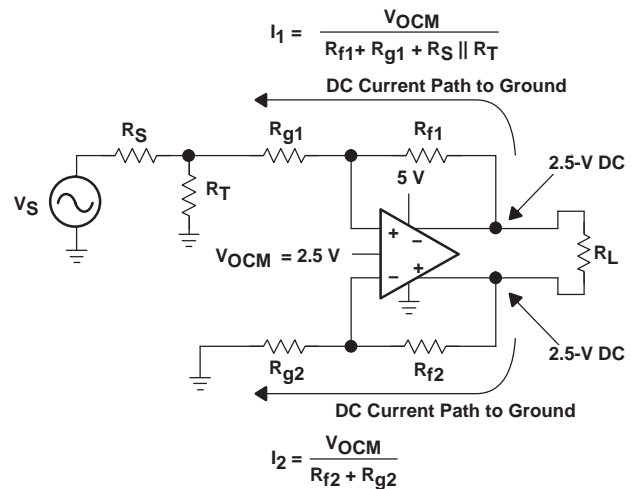 I1 = VOCM / Rf1+ Rg1 + RS || RT
DC Current Path to Ground
RS
Rg1
Rf1
2.5-V DC
RT
5 V
VS
+
−
VOCM = 2.5 V
RL
−
+
Rg2
Rf2
2.5-V DC
DC Current Path to Ground
I2 = VOCM / Rf2 + Rg2